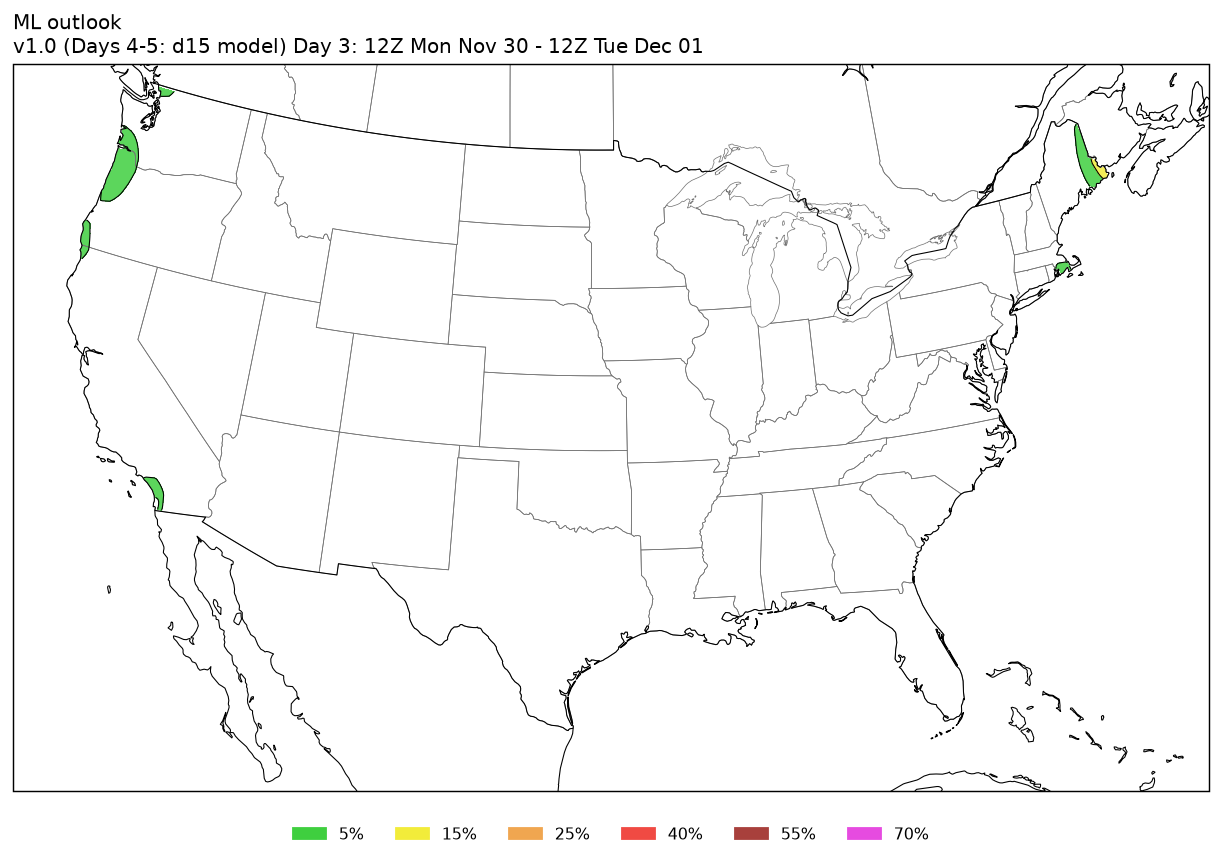 ML outlook
v1.0 (Days 4-5: d15 model) Day 3: 12Z Mon Nov 30 - 12Z Tue Dec 01
5% 15% 25% 40% 55% 70%